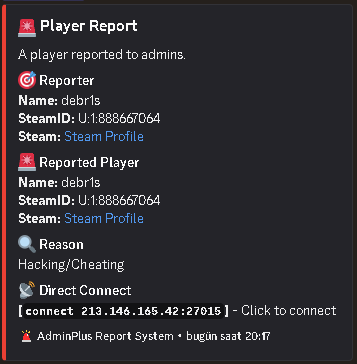 Player Report
A player reported to admins.
Reporter
Name: debr1s
SteamID: U:1:888667064
Steam: Steam Profile
Reported Player
Name: debr1s
SteamID: U:1:888667064
Steam: Steam Profile
Reason
Hacking/Cheating
Direct Connect
[ connect 213.146.165.42:27015 ] - Click to connect
AdminPlus Report System • bugün saat 20:17